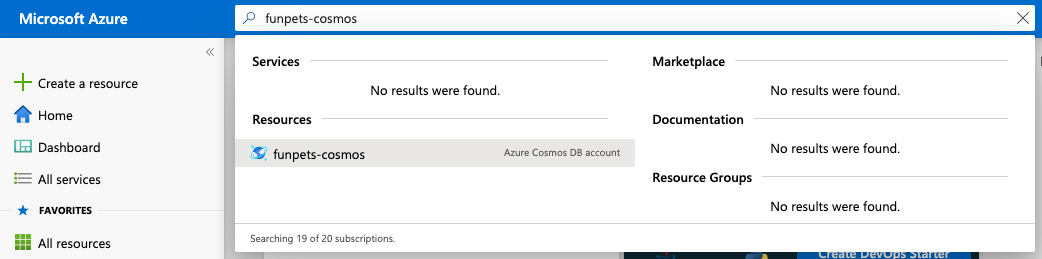 Microsoft Azure
funpets-cosmos
Create a resource
Home
Dashboard
All services
FAVORITES
All resources
Services
No results were found.
Resources
funpets-cosmos Azure Cosmos DB account
Marketplace
No results were found.
Documentation
No results were found.
Resource Groups
No results were found.
Searching 19 of 20 subscriptions.
Create DevOps Starter